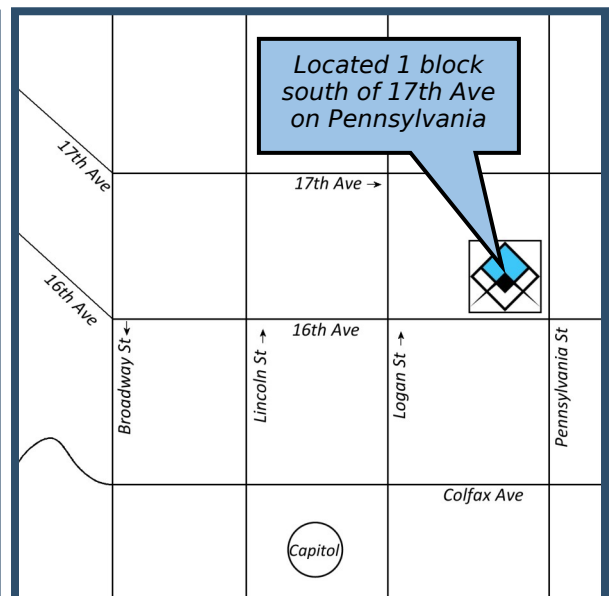 Located 1 block
south of 17th Ave
on Pennsylvania
17th Ave
17th Ave →
16th Ave
16th Ave
Broadway St →
Lincoln St →
Logan St →
Pennsylvania St
Colfax Ave
Capitol